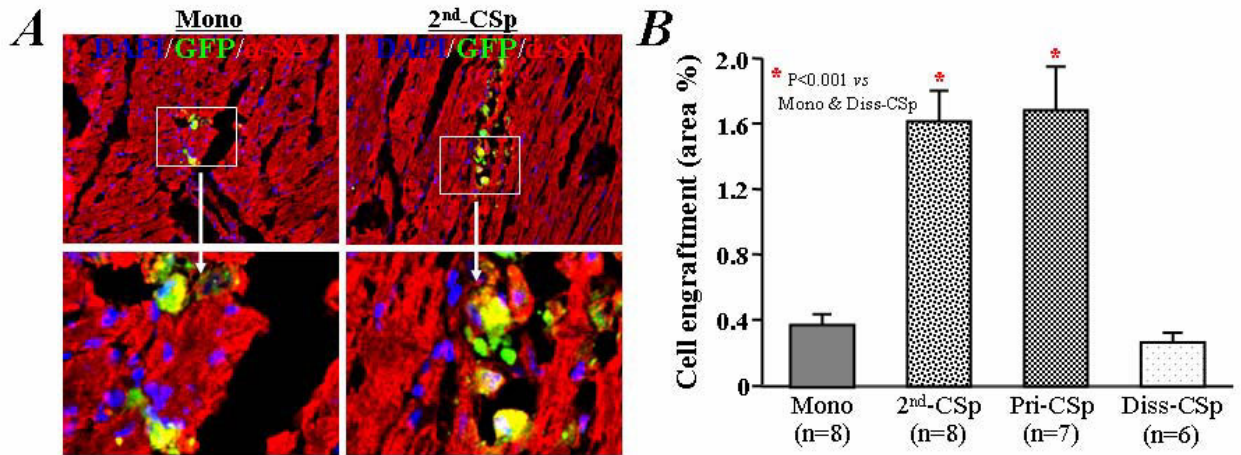 A
Mono
DAPI/GFP/α-SA
2nd-CSp
DAPI/GFP/α-SA
B
Cell engraftment (area %)
2.0
1.6
1.2
0.8
0.4
0
* P<0.001 vs
Mono & Diss-CSp
*
*
Mono
(n=8)
2nd-CSp
(n=8)
Pri-CSp
(n=7)
Diss-CSp
(n=6)